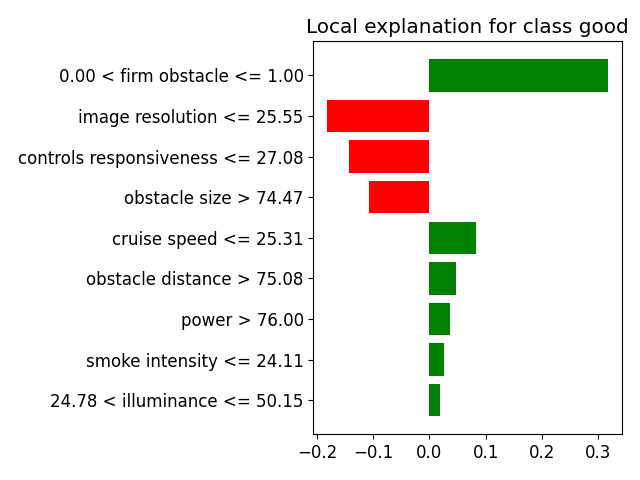 Local explanation for class good
0.00 < firm obstacle <= 1.00
image resolution <= 25.55
controls responsiveness <= 27.08
obstacle size > 74.47
cruise speed <= 25.31
obstacle distance > 75.08
power > 76.00
smoke intensity <= 24.11
24.78 < illuminance <= 50.15
−0.2 −0.1 0.0 0.1 0.2 0.3